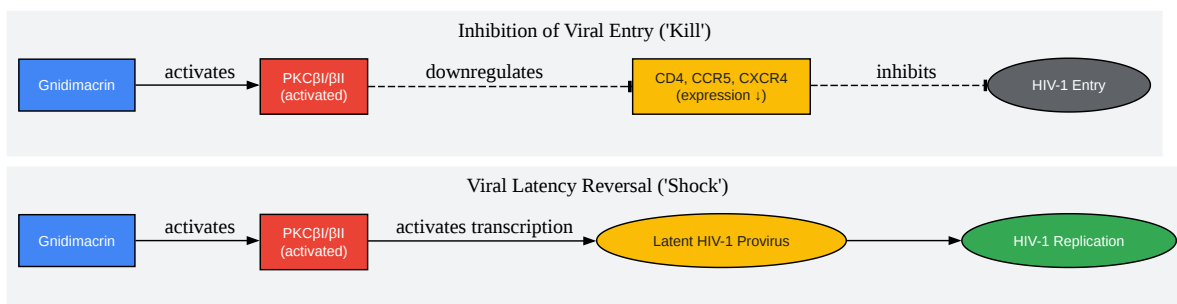 Inhibition of Viral Entry ('Kill')
Gnidimacrin
activates
PKCβI/βII
(activated)
downregulates
CD4, CCR5, CXCR4
(expression ↓)
inhibits
HIV-1 Entry
Viral Latency Reversal ('Shock')
Gnidimacrin
activates
PKCβI/βII
(activated)
activates transcription
Latent HIV-1 Provirus
HIV-1 Replication